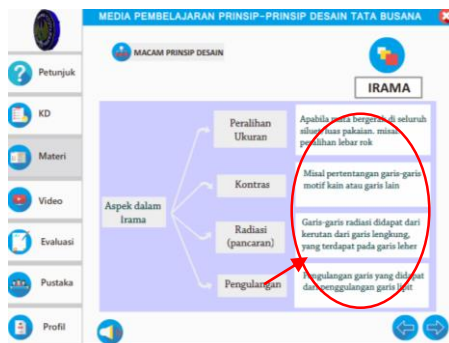 MEDIA PEMBELAJARAN PRINSIP-PRINSIP DESAIN TATA BUSANA
MACAM PRINSIP DESAIN
IRAMA
Petunjuk
KD
Materi
Video
Evaluasi
Pustaka
Profil
Aspek dalam
Irama
Peralihan
Ukuran
Apabila mata bergerak di seluruh
siluet luas pakaian. misal
peralihan lebar rok
Kontras
Misal pertentangan garis-garis
motif kain atau garis lain
Radiasi
(pancaran)
Garis-garis radiasi didapat dari
kerutan dari garis lengkung,
yang terdapat pada garis leher
Pengulangan
Pengulangan garis yang didapat
dari penggulangan garis lipit